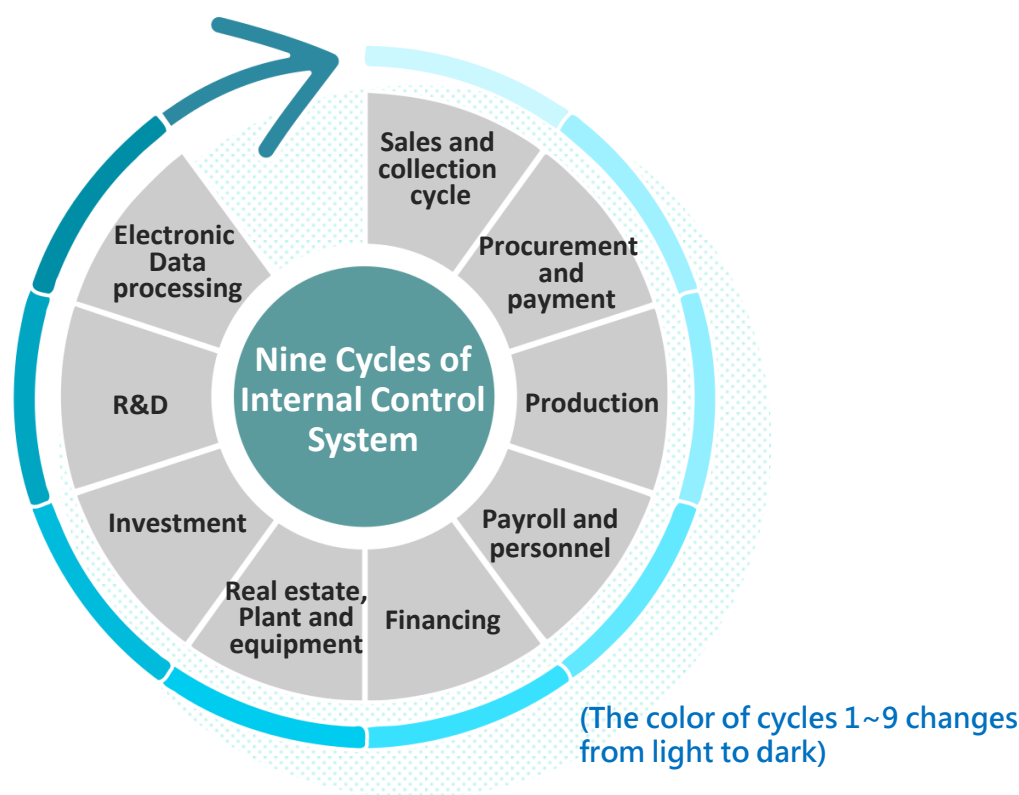 Sales and
collection
cycle
Procurement
and
payment
Production
Payroll and
personnel
Financing
Real estate,
Plant and
equipment
Investment
R&D
Electronic
Data
processing
Nine Cycles of
Internal Control
System
(The color of cycles 1~9 changes
from light to dark)